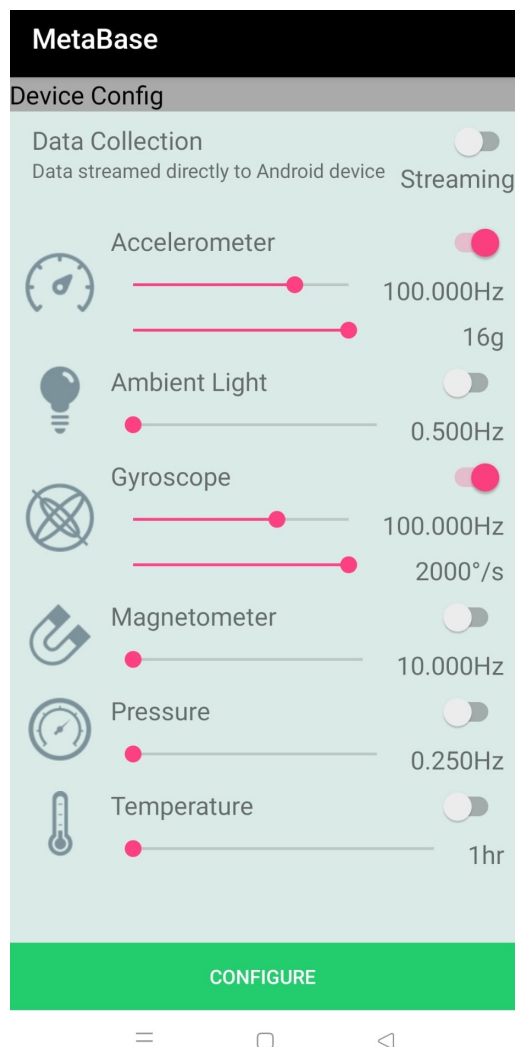 MetaBase
Device Config
Data Collection
Data streamed directly to Android device
Streaming
Accelerometer
100.000Hz
16g
Ambient Light
0.500Hz
Gyroscope
100.000Hz
2000°/s
Magnetometer
10.000Hz
Pressure
0.250Hz
Temperature
1hr
CONFIGURE